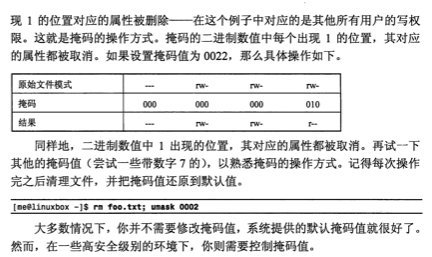 现 1 的位置对应的属性被删除——在这个例子中对应的是其他所有用户的写权
限。这就是掩码的操作方式。掩码的二进制数值中每个出现 1 的位置，其对应
的属性都被取消。如果设置掩码值为 0022，那么具体操作如下。
原始文件模式 --- rw- rw- rw-
掩码 000 000 000 010
结果 --- rw- rw- r--
同样地，二进制数值中 1 出现的位置，其对应的属性都被取消。再试一下
其他的掩码值（尝试一些带数字 7 的），以熟悉掩码的操作方式。记得每次操作
完之后清理文件，并把掩码值还原到默认值。
[me@linuxbox ~]$ rm foo.txt; umask 0002
大多数情况下，你并不需要修改掩码值，系统提供的默认掩码值就很好了。
然而，在一些高安全级别的环境下，你则需要控制掩码值。